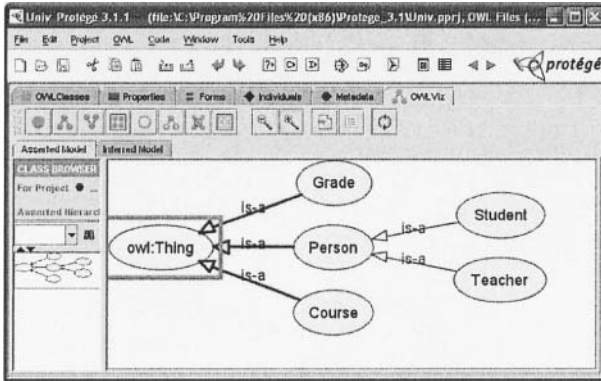 Univ Protégé 3.1.1 (file:\C:\Program%20Files%20(x86)\Protege_3.1\Univ.pprj, OWL Files (...
File Edit Project OWL Code Window Tools Help
protégé
OWLClasses Properties Forms Individuals Metadata OWLViz
Asserted Model Inferred Model
CLASS BROWSER
For Project
Asserted Hierarc
Grade
is-a
Student
is-a
owl:Thing
is-a
Person
is-a
Teacher
is-a
Course